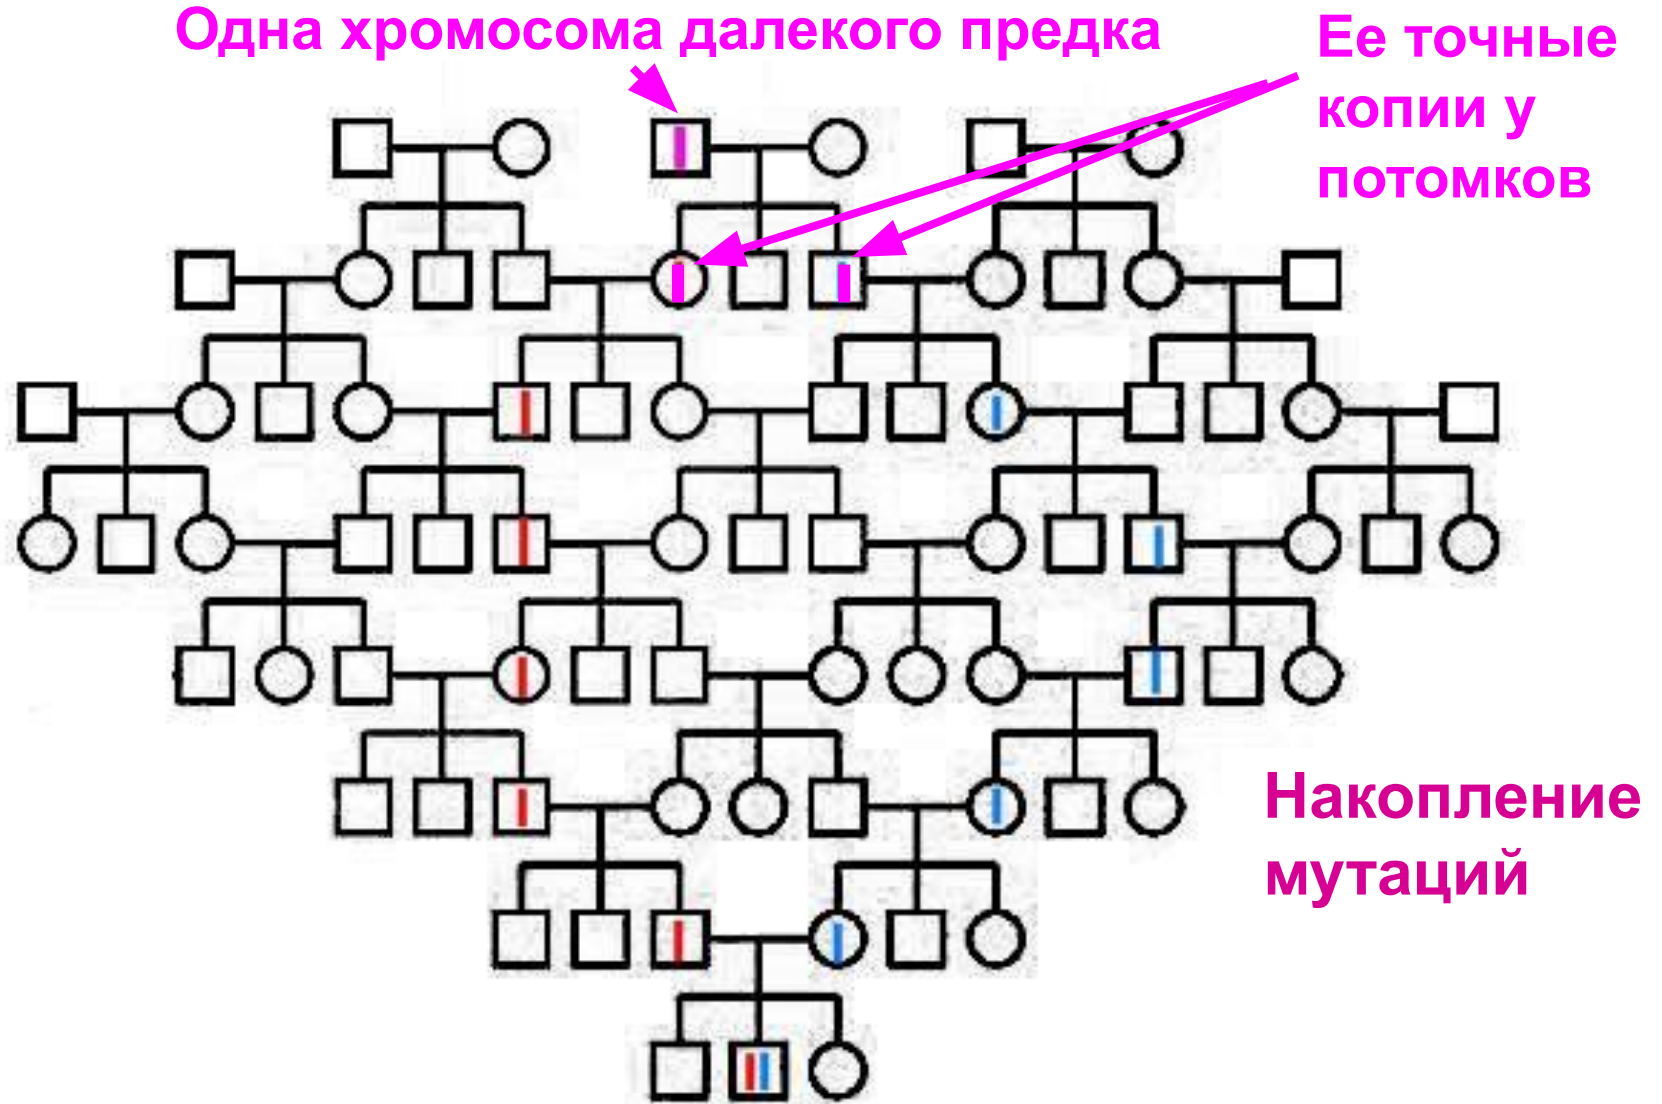 Одна хромосома далекого предка
Ее точные
копии у
потомков
Накопление
мутаций